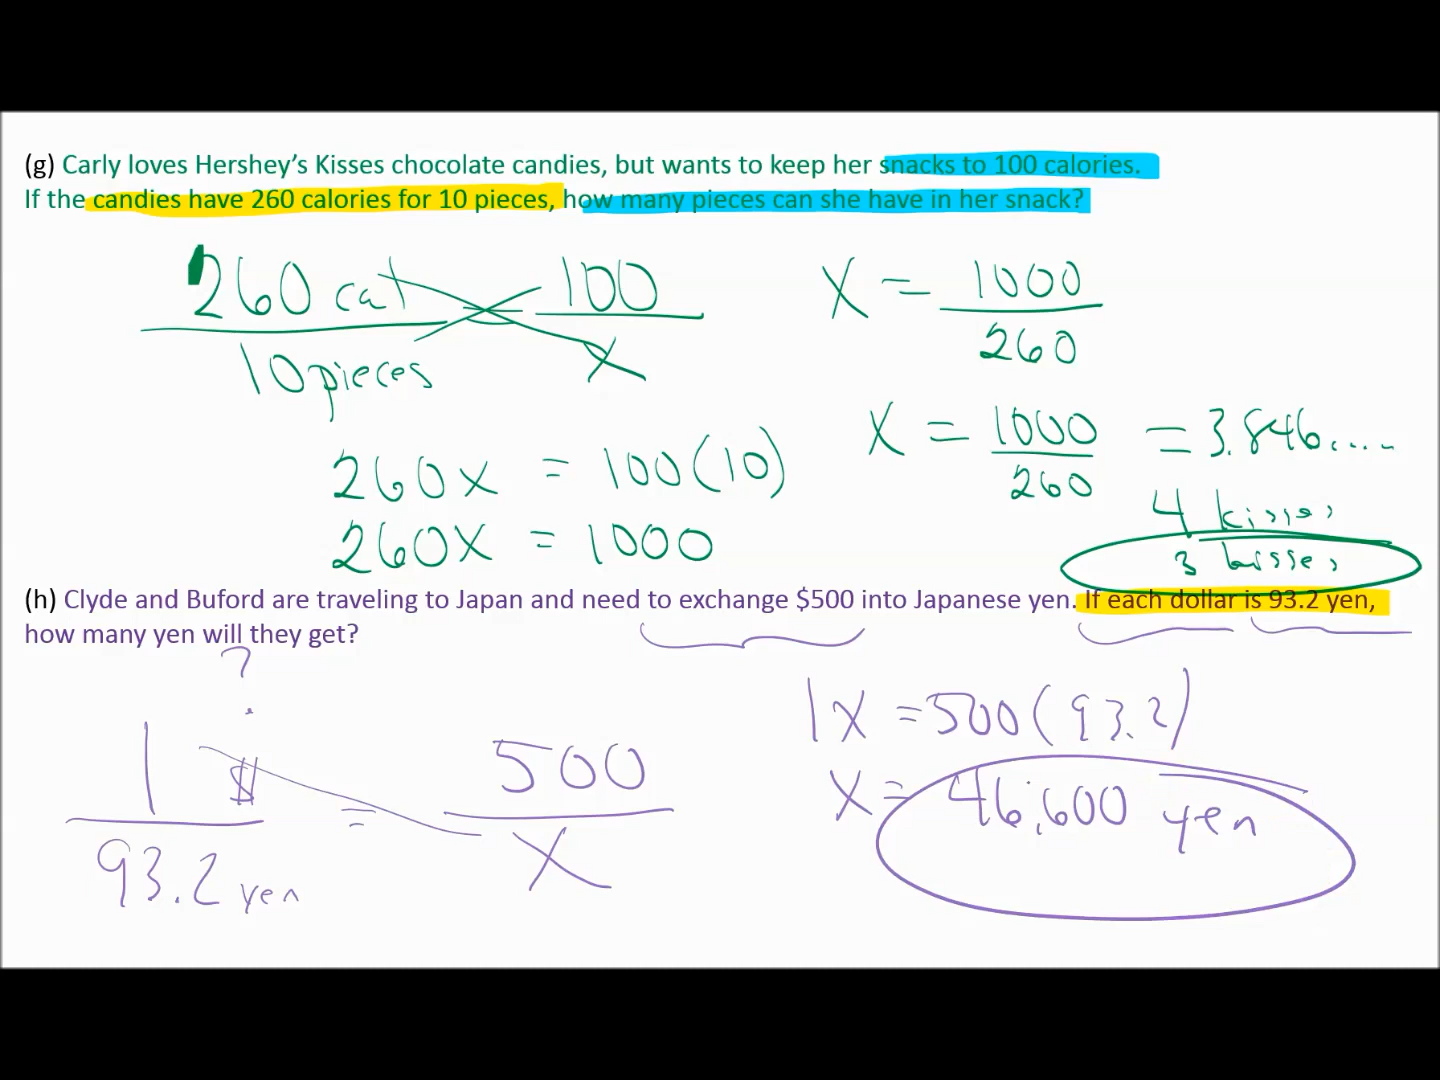 (g) Carly loves Hershey's Kisses chocolate candies, but wants to keep her snacks to 100 calories.
If the candies have 260 calories for 10 pieces, how many pieces can she have in her snack?
260 cal = 100
10 pieces x
260x = 100(10)
260x = 1000
x = 1000
260
x = 1000 = 3.846....
260
4 kisses
3 kisses
(h) Clyde and Buford are traveling to Japan and need to exchange $500 into Japanese yen. If each dollar is 93.2 yen,
how many yen will they get?
?
1 $ = 500
93.2 yen x
1x = 500(93.2)
x = 46,600 yen